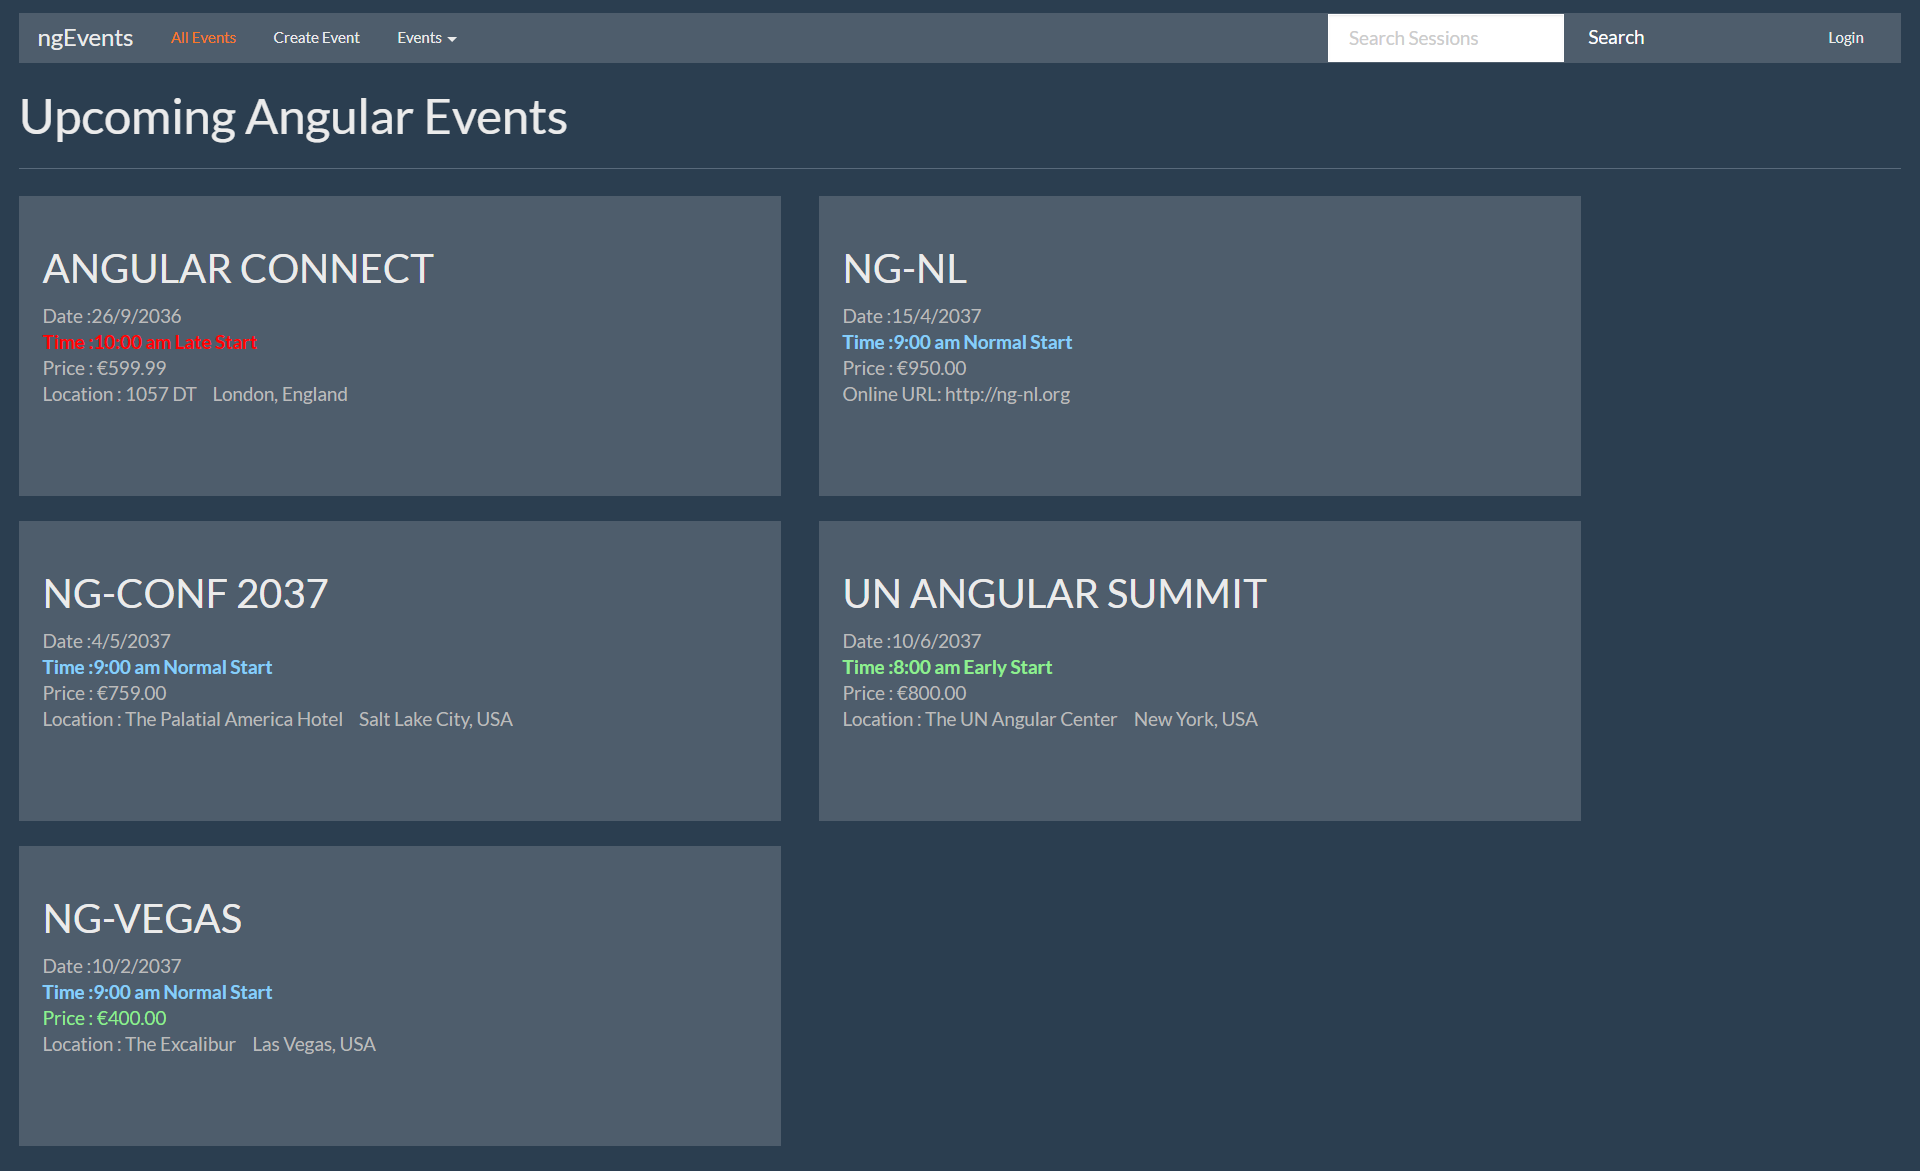 ngEvents All Events Create Event Events Search Sessions Search Login
Upcoming Angular Events
ANGULAR CONNECT
Date :26/9/2036
Time :10:00 am Late Start
Price : €599.99
Location : 1057 DT London, England
NG-NL
Date :15/4/2037
Time :9:00 am Normal Start
Price : €950.00
Online URL: http://ng-nl.org
NG-CONF 2037
Date :4/5/2037
Time :9:00 am Normal Start
Price : €759.00
Location : The Palatial America Hotel Salt Lake City, USA
UN ANGULAR SUMMIT
Date :10/6/2037
Time :8:00 am Early Start
Price : €800.00
Location : The UN Angular Center New York, USA
NG-VEGAS
Date :10/2/2037
Time :9:00 am Normal Start
Price : €400.00
Location : The Excalibur Las Vegas, USA